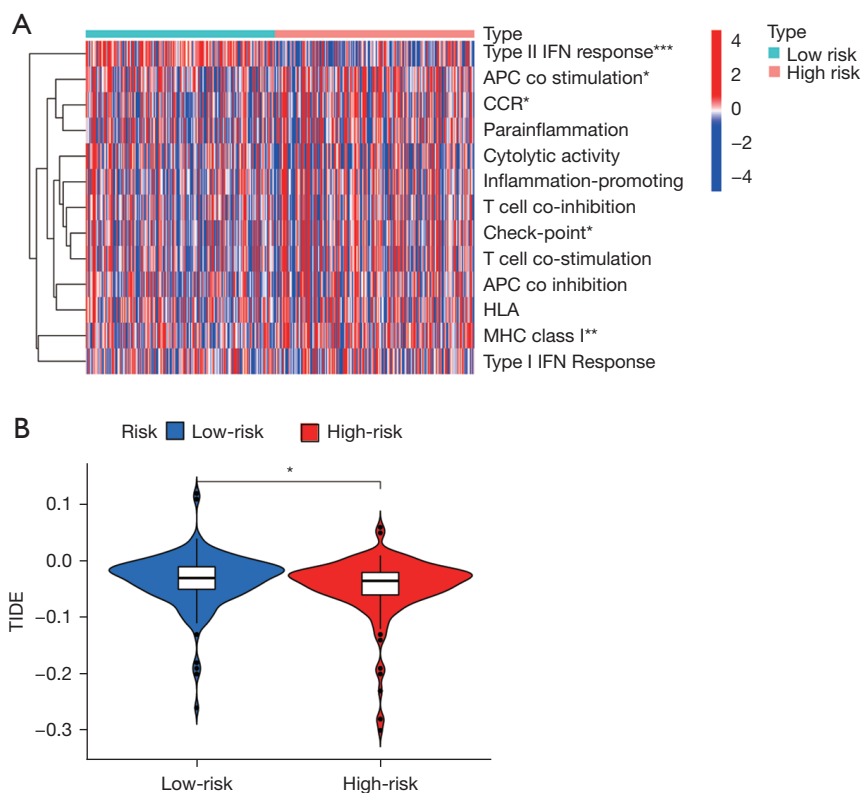 A
Type
Type II IFN response***
APC co stimulation*
CCR*
Parainflammation
Cytolytic activity
Inflammation-promoting
T cell co-inhibition
Check-point*
T cell co-stimulation
APC co inhibition
HLA
MHC class I**
Type I IFN Response
4
2
0
−2
−4
Type
Low risk
High risk
B
Risk Low-risk High-risk
*
TIDE
0.1
0.0
−0.1
−0.2
−0.3
Low-risk High-risk